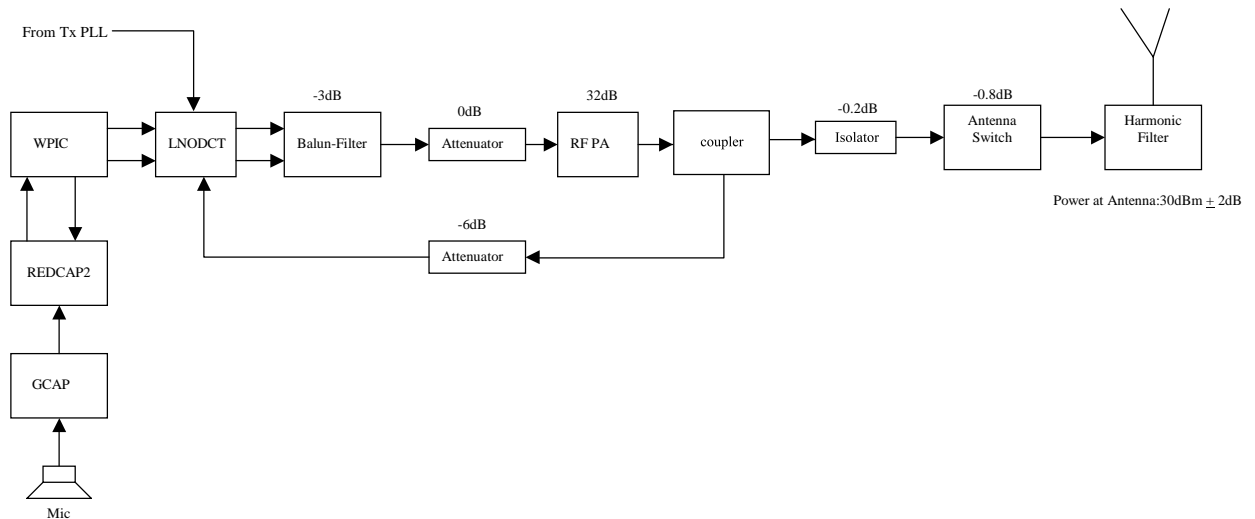 From Tx PLL
-3dB
0dB
32dB
-0.2dB
-0.8dB
WPIC
LNODCT
Balun-Filter
Attenuator
RF PA
coupler
Isolator
Antenna
Switch
Harmonic
Filter
Power at Antenna:30dBm ± 2dB
-6dB
Attenuator
REDCAP2
GCAP
Mic